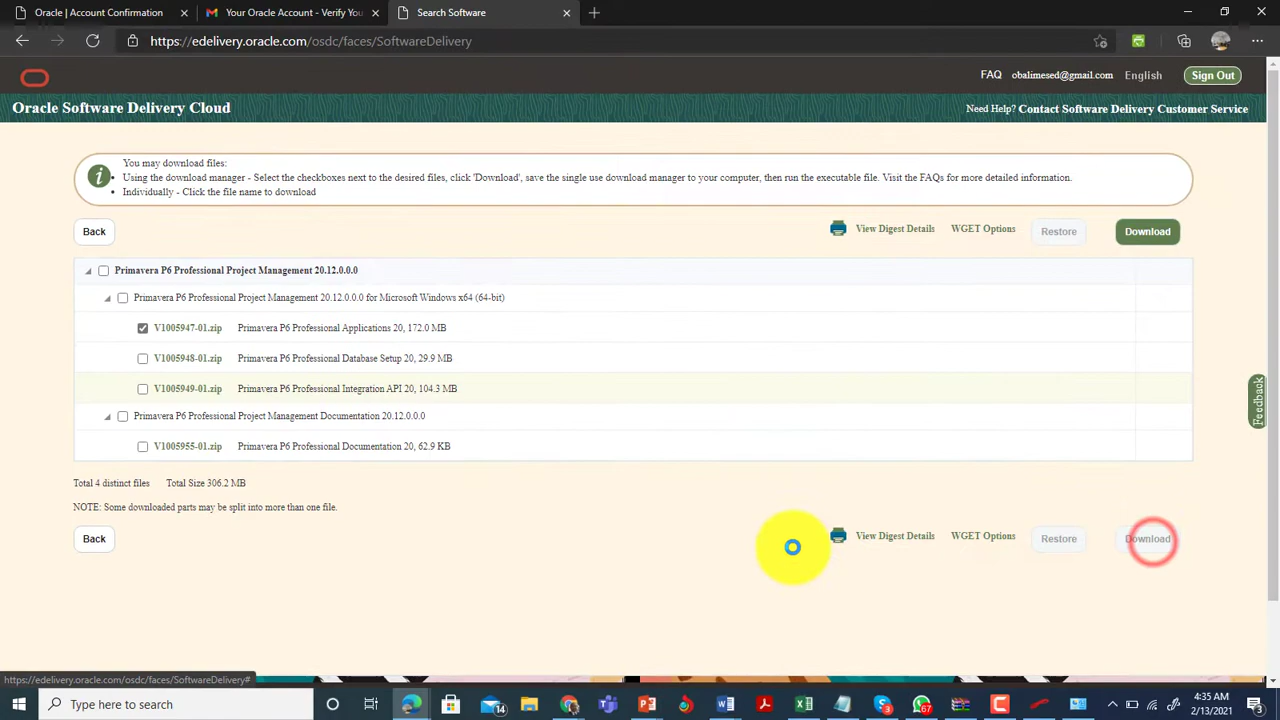 Oracle | Account Confirmation
Your Oracle Account - Verify You
Search Software
https://edelivery.oracle.com/osdc/faces/SoftwareDelivery
FAQ obalimesed@gmail.com English Sign Out
Oracle Software Delivery Cloud
Need Help? Contact Software Delivery Customer Service
You may download files:
Using the download manager - Select the checkboxes next to the desired files, click 'Download', save the single use download manager to your computer, then run the executable file. Visit the FAQs for more detailed information.
Individually - Click the file name to download
Back View Digest Details WGET Options Restore Download
Primavera P6 Professional Project Management 20.12.0.0.0
Primavera P6 Professional Project Management 20.12.0.0.0 for Microsoft Windows x64 (64-bit)
V1005947-01.zip Primavera P6 Professional Applications 20, 172.0 MB
V1005948-01.zip Primavera P6 Professional Database Setup 20, 29.9 MB
V1005949-01.zip Primavera P6 Professional Integration API 20, 104.3 MB
Primavera P6 Professional Project Management Documentation 20.12.0.0.0
V1005955-01.zip Primavera P6 Professional Documentation 20, 62.9 KB
Feedback
Total 4 distinct files Total Size 306.2 MB
NOTE: Some downloaded parts may be split into more than one file.
Back View Digest Details WGET Options Restore Download
https://edelivery.oracle.com/osdc/faces/SoftwareDelivery#
Type here to search
14
3
67
4:35 AM
2/13/2021
3